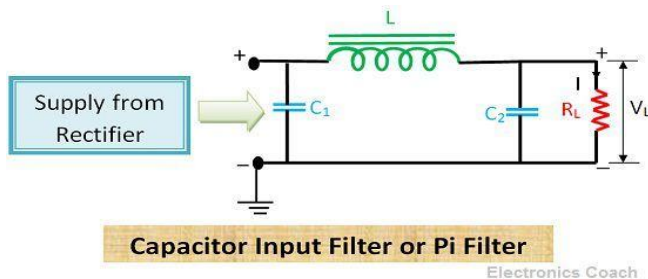 L
+
+
Supply from
Rectifier
C1
C2
I
RL
VL
–
–
Capacitor Input Filter or Pi Filter
Electronics Coach